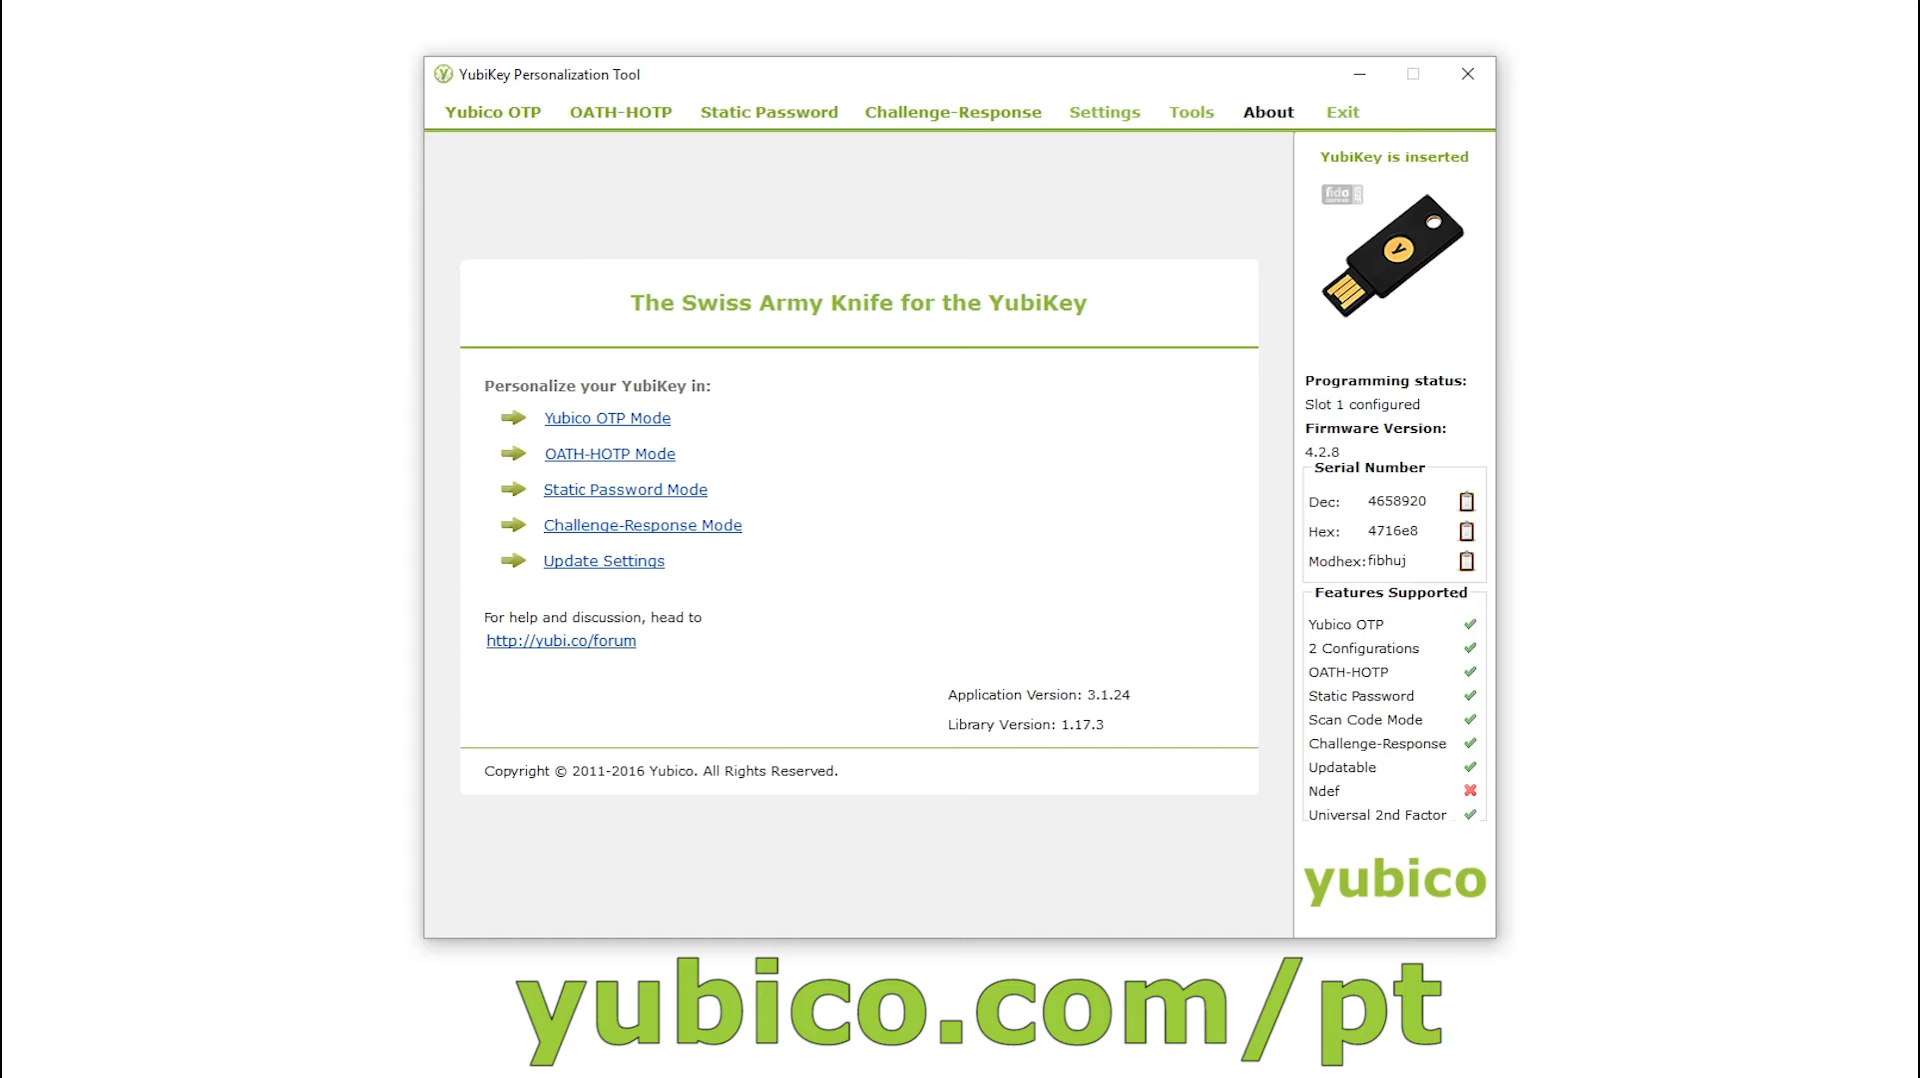 YubiKey Personalization Tool
Yubico OTP OATH-HOTP Static Password Challenge-Response Settings Tools About Exit
YubiKey is inserted
fido
The Swiss Army Knife for the YubiKey
Personalize your YubiKey in:
Yubico OTP Mode
OATH-HOTP Mode
Static Password Mode
Challenge-Response Mode
Update Settings
For help and discussion, head to
http://yubi.co/forum
Application Version: 3.1.24
Library Version: 1.17.3
Copyright © 2011-2016 Yubico. All Rights Reserved.
Programming status:
Slot 1 configured
Firmware Version:
4.2.8
Serial Number
Dec: 4658920
Hex: 4716e8
Modhex: fibhuj
Features Supported
Yubico OTP
2 Configurations
OATH-HOTP
Static Password
Scan Code Mode
Challenge-Response
Updatable
Ndef
Universal 2nd Factor
yubico
yubico.com/pt